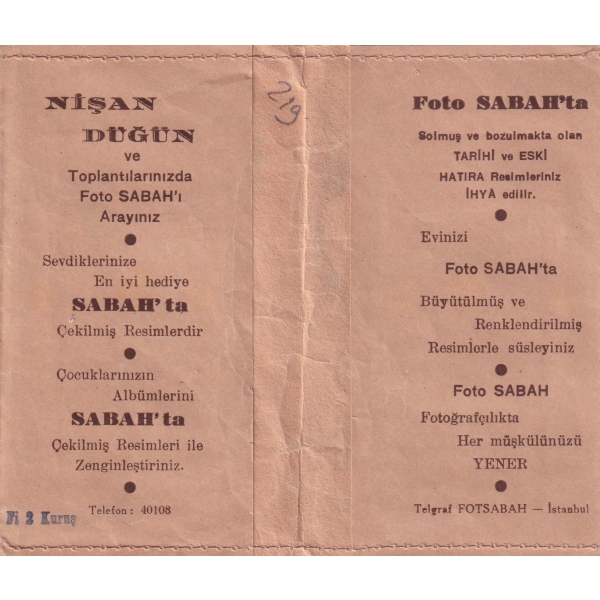 NİŞAN
DÜĞÜN
ve
Toplantılarınızda
Foto SABAH'ı
Arayınız
Sevdiklerinize
En iyi hediye
SABAH'ta
Çekilmiş Resimlerdir
Çocuklarınızın
Albümlerini
SABAH'ta
Çekilmiş Resimleri ile
Zenginleştiriniz.
Telefon : 40108
Fi 2 Kuruş
219
Foto SABAH'ta
Solmuş ve bozulmakta olan
TARİHİ ve ESKİ
HATIRA Resimleriniz
İHYA edilir.
Evinizi
Foto SABAH'ta
Büyütülmüş ve
Renklendirilmiş
Resimlerle süsleyiniz
Foto SABAH
Fotoğrafçılıkta
Her müşkülünüzü
YENER
Telgraf FOTSABAH — İstanbul